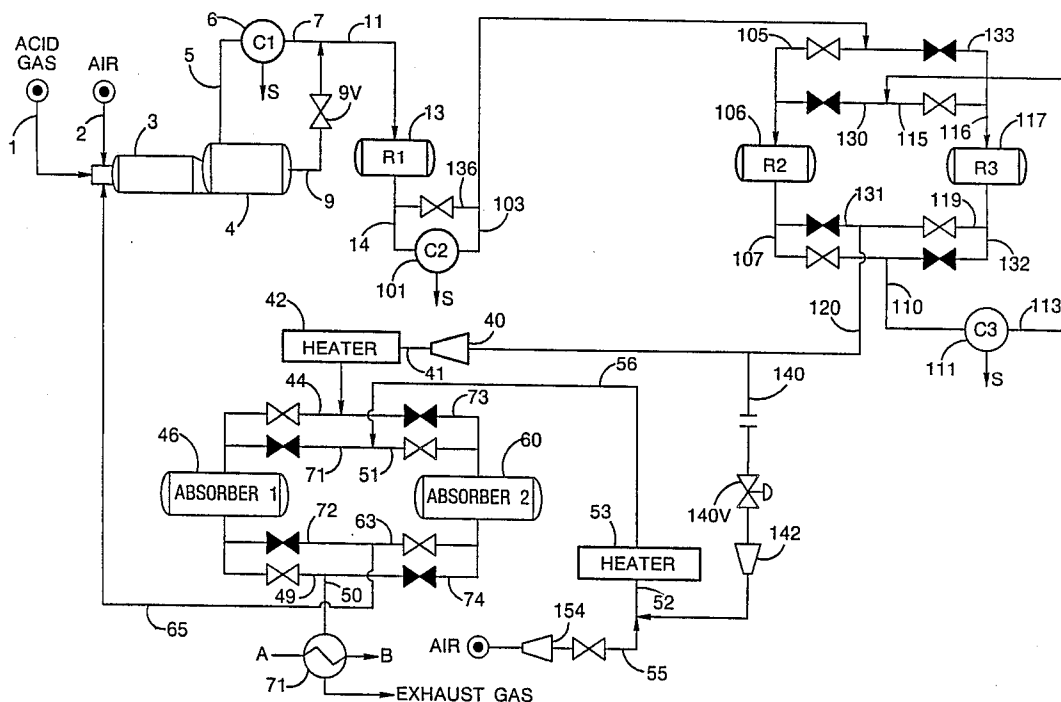 6
7
11
C1
5
S
9V
ACID
GAS
AIR
1
2
3
4
9
13
R1
136
14
103
C2
101
S
105
133
130
115
116
106
117
R2
R3
131
119
107
132
120
110
C3
113
111
S
42
HEATER
40
41
56
44
73
140
46
71
51
60
ABSORBER 1
ABSORBER 2
140V
72
63
53
142
HEATER
49
50
74
52
65
154
A
B
AIR
55
71
EXHAUST GAS